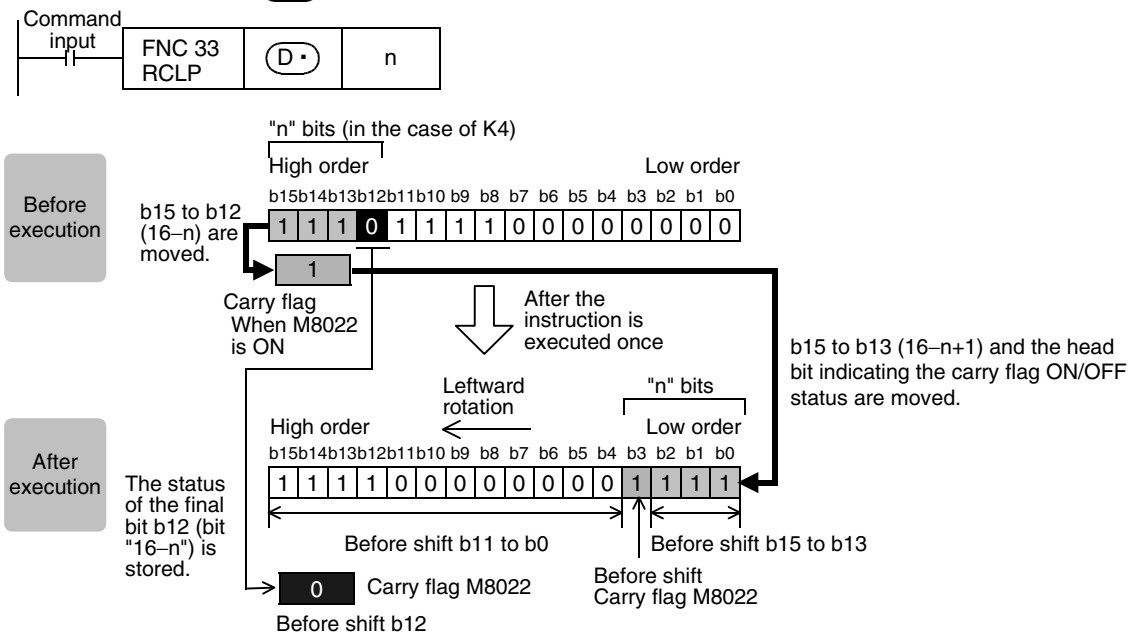 Command
input
FNC 33
RCLP
D·
n
"n" bits (in the case of K4)
High order
Low order
Before
execution
b15 to b12
(16–n) are
moved.
b15b14b13b12b11b10 b9 b8 b7 b6 b5 b4 b3 b2 b1 b0
1 1 1 0 1 1 1 1 0 0 0 0 0 0 0 0
1
Carry flag
When M8022
is ON
After the
instruction is
executed once
b15 to b13 (16–n+1) and the head
bit indicating the carry flag ON/OFF
status are moved.
Leftward
rotation
"n" bits
High order
Low order
After
execution
b15b14b13b12b11b10 b9 b8 b7 b6 b5 b4 b3 b2 b1 b0
1 1 1 1 0 0 0 0 0 0 0 0 1 1 1 1
The status
of the final
bit b12 (bit
"16–n") is
stored.
Before shift b11 to b0
Before shift b15 to b13
Before shift
Carry flag M8022
0
Carry flag M8022
Before shift b12